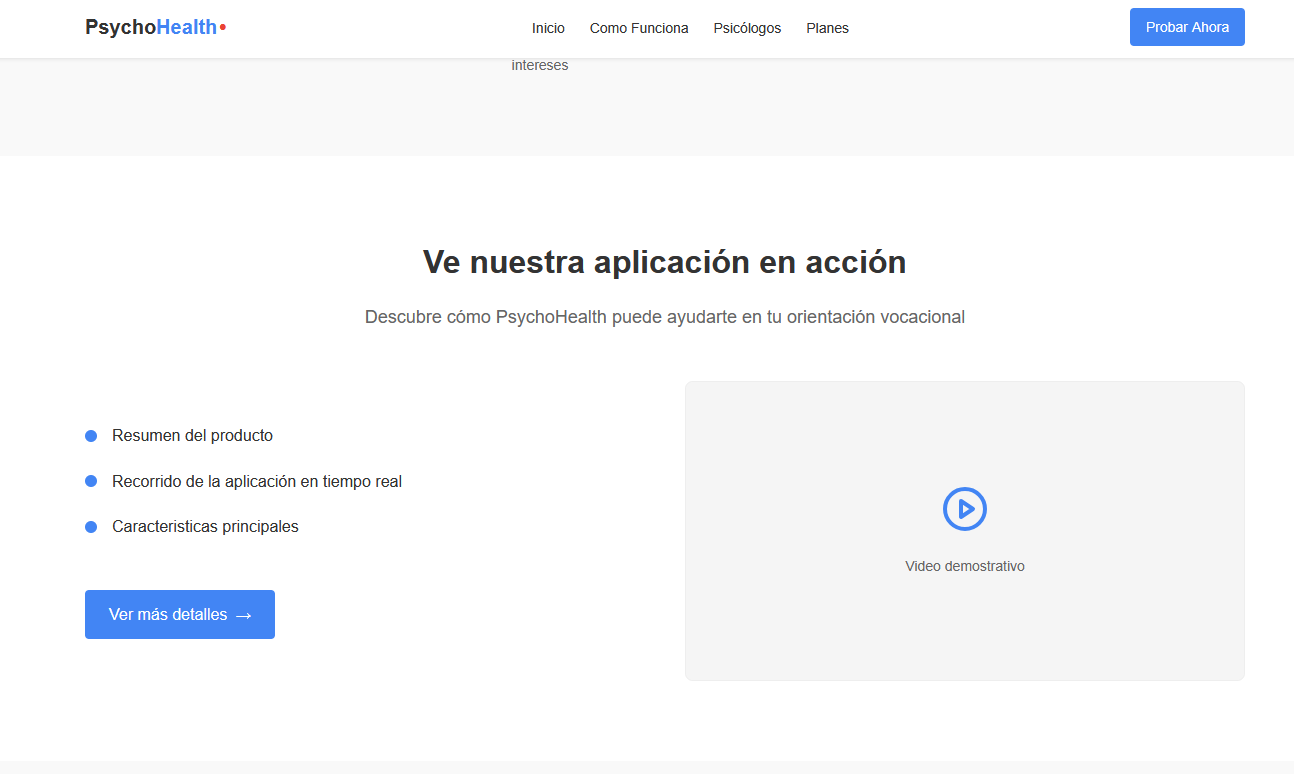 PsychoHealth
Inicio Como Funciona Psicólogos Planes
Probar Ahora
intereses
Ve nuestra aplicación en acción
Descubre cómo PsychoHealth puede ayudarte en tu orientación vocacional
Resumen del producto
Recorrido de la aplicación en tiempo real
Caracteristicas principales
Ver más detalles →
Video demostrativo